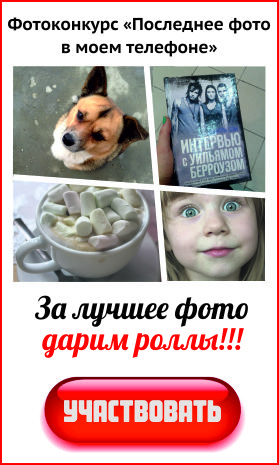 Фотоконкурс «Последнее фото
в моем телефоне»
ИНТЕРВЬЮ
С УИЛЬЯМОМ
БЕРРОУЗОМ
За лучшее фото
дарим роллы!!!
УЧАСТВОВАТЬ